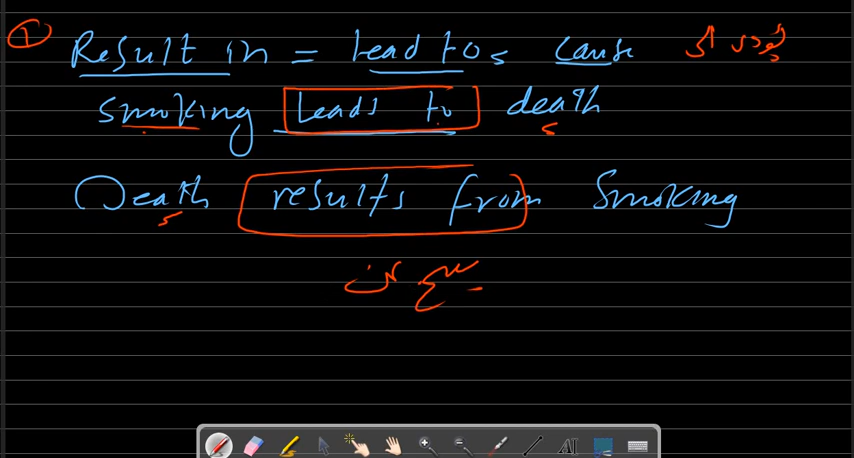 ① Result in = Lead to = cause يؤدي الى
smoking Leads to death
Death results from smoking
ينتج عن